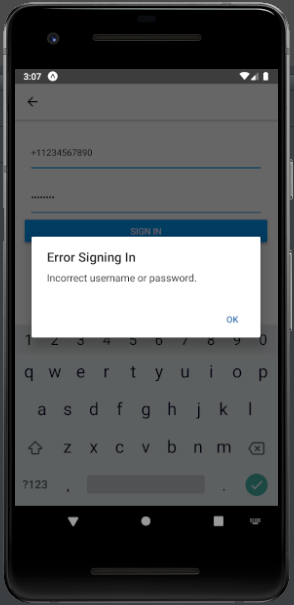 3:07
+11234567890
••••••••
SIGN IN
Error Signing In
Incorrect username or password.
OK
1 2 3 4 5 6 7 8 9 0
q w e r t y u i o p
a s d f g h j k l
z x c v b n m
?123 , .